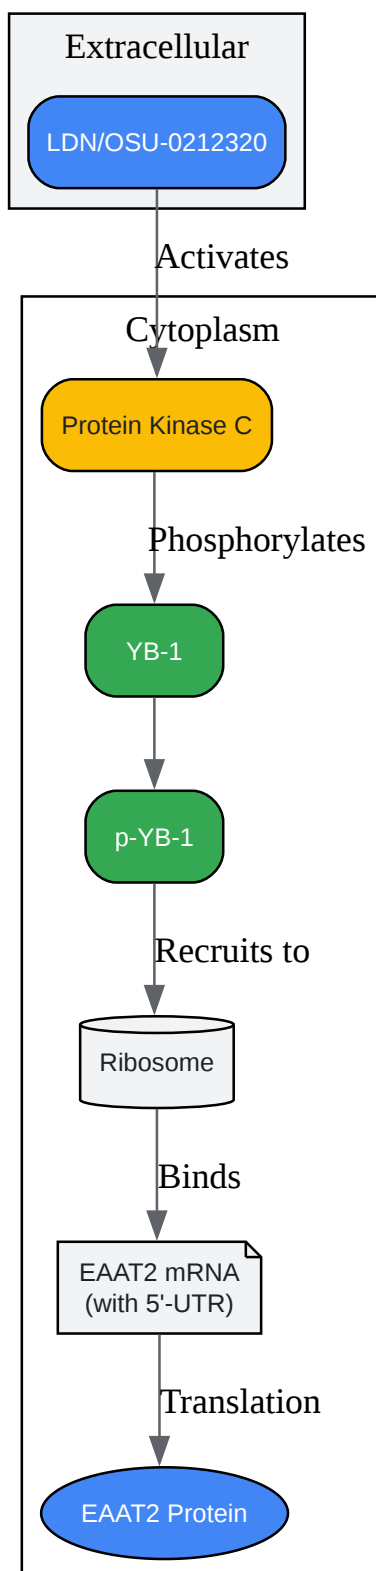 Extracellular
LDN/OSU-0212320
Activates
Cytoplasm
Protein Kinase C
Phosphorylates
YB-1
p-YB-1
Recruits to
Ribosome
Binds
EAAT2 mRNA
(with 5'-UTR)
Translation
EAAT2 Protein